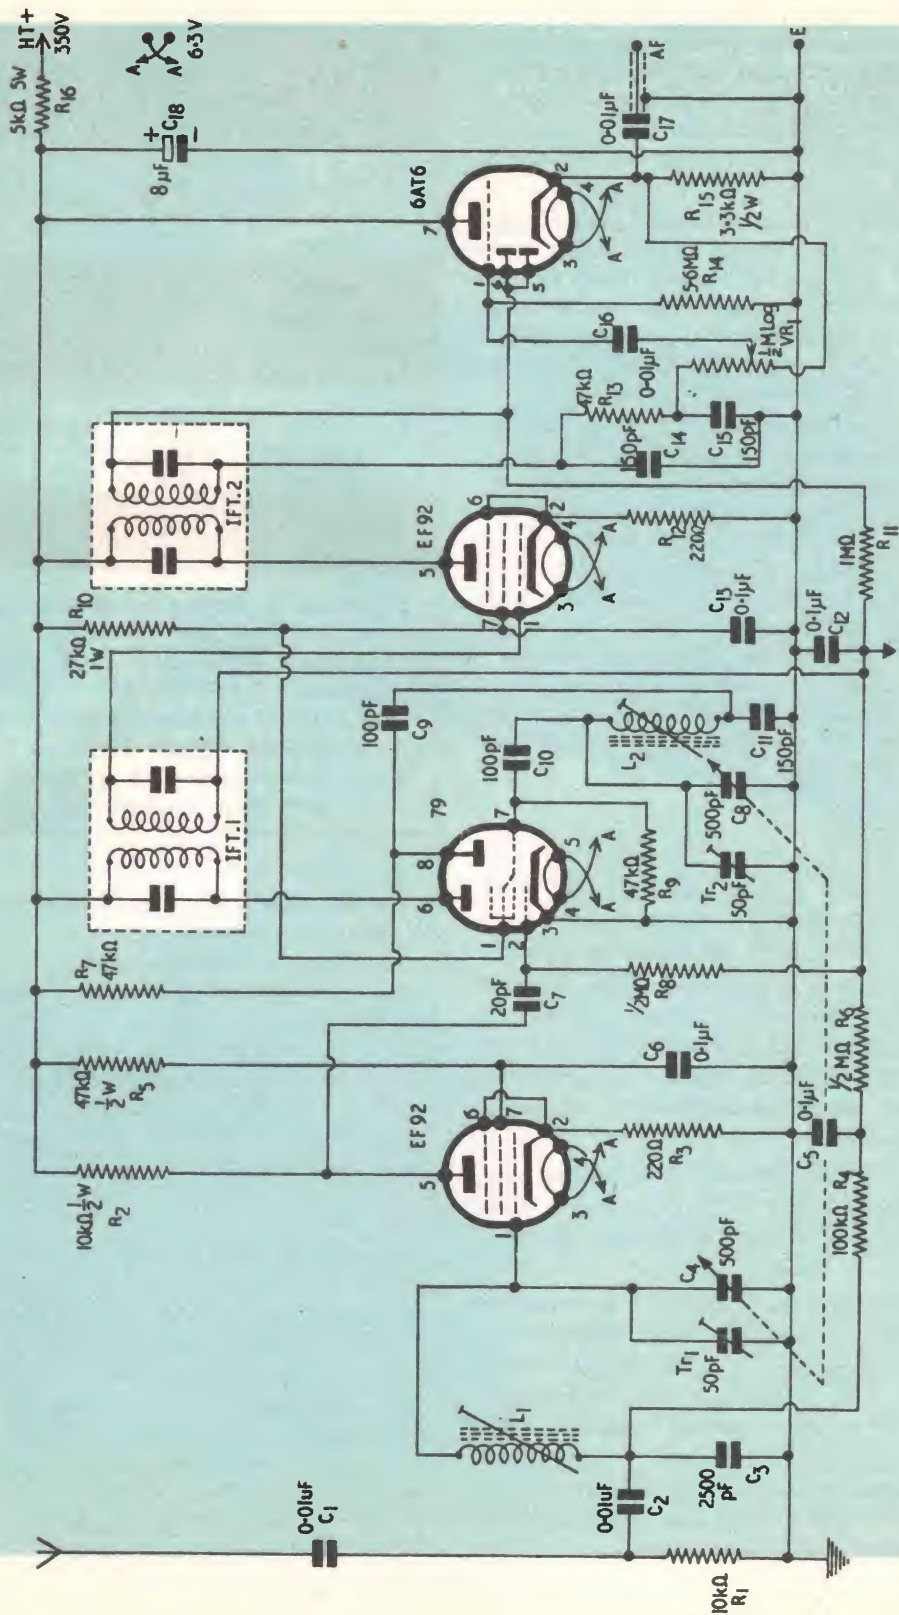 HT+
350V
5kΩ 5W
R16
A
A
6·3V
8μF
+
C18
-
6AT6
7
1
6
5
2
4
3
A
A
0·01μF
C17
AF
E
R15
3·3kΩ
½W
5·6MΩ
R14
C16
0·01μF
½M Log
VR1
47kΩ
R13
150pF
C14
C15
150pF
1MΩ
R11
IFT.2
EF92
5
6
2
4
3
7
1
A
A
R12
220Ω
R10
27kΩ
1W
C13
0·1μF
0·1μF
C12
IFT.1
100pF
C9
100pF
C10
L2
C11
150pF
79
6
8
7
1
2
3
4
5
A
A
47kΩ
R9
500pF
C8
Tr2
50pF
R7
47kΩ
20pF
C7
½MΩ
R8
½MΩ R6
47kΩ
½W
R5
C6
0·1μF
10kΩ ½W
R2
EF92
5
6
7
2
4
3
1
A
A
220Ω
R3
0·1μF
C5
100kΩ R4
C4
500pF
Tr1
50pF
L1
0·01uF
C1
0·01uF
C2
2500
pF
C3
10kΩ
R1